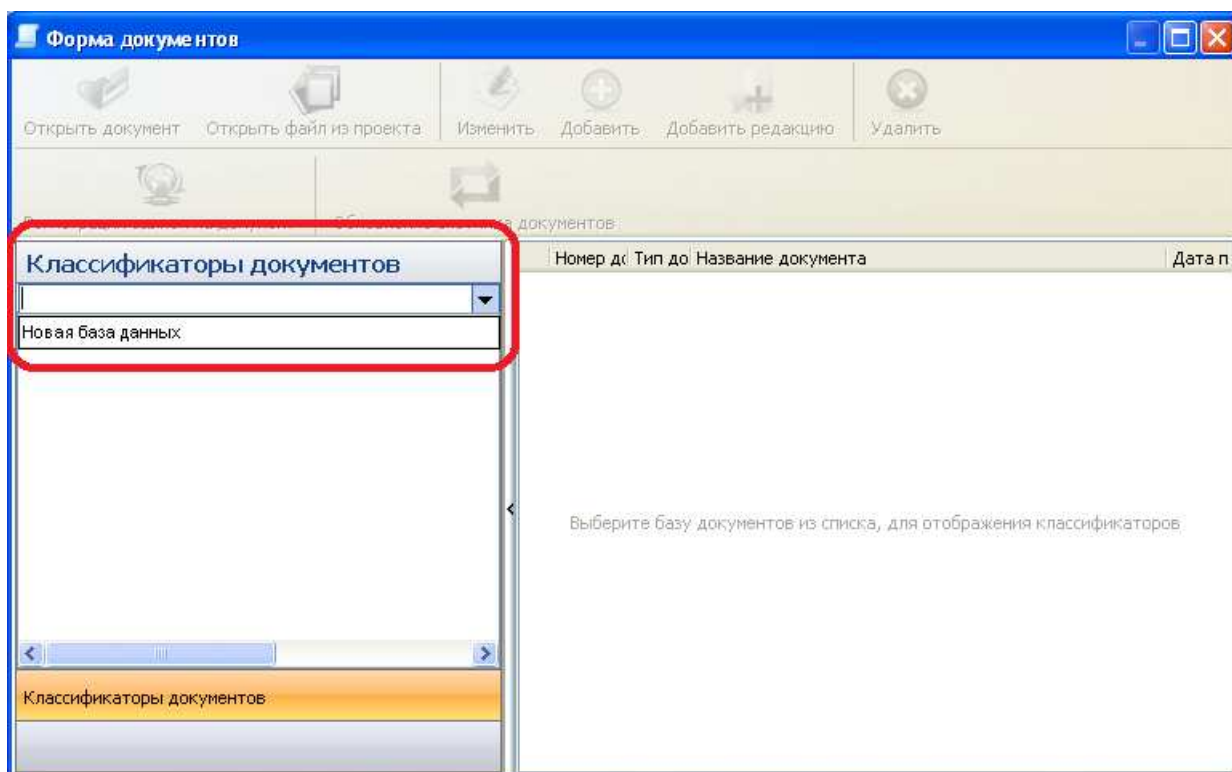 Форма документов
Открыть документ Открыть файл из проекта Изменить Добавить Добавить редакцию Удалить
документов
Классификаторы документов
Номер дс Тип до Название документа Дата п
Новая база данных
Выберите базу документов из списка, для отображения классификаторов
Классификаторы документов